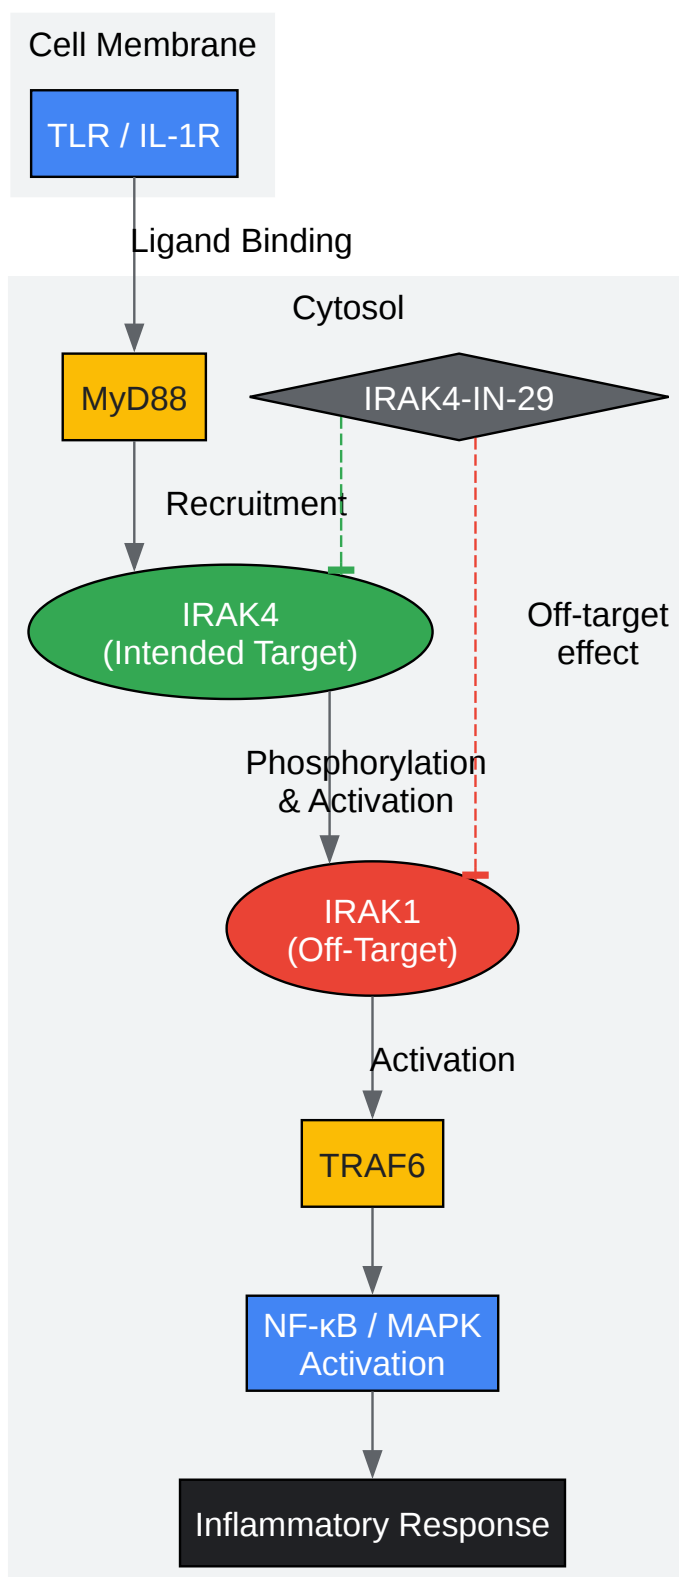 Cell Membrane
TLR / IL-1R
Ligand Binding
Cytosol
MyD88
IRAK4-IN-29
Recruitment
IRAK4
(Intended Target)
Off-target
effect
Phosphorylation
& Activation
IRAK1
(Off-Target)
Activation
TRAF6
NF-κB / MAPK
Activation
Inflammatory Response